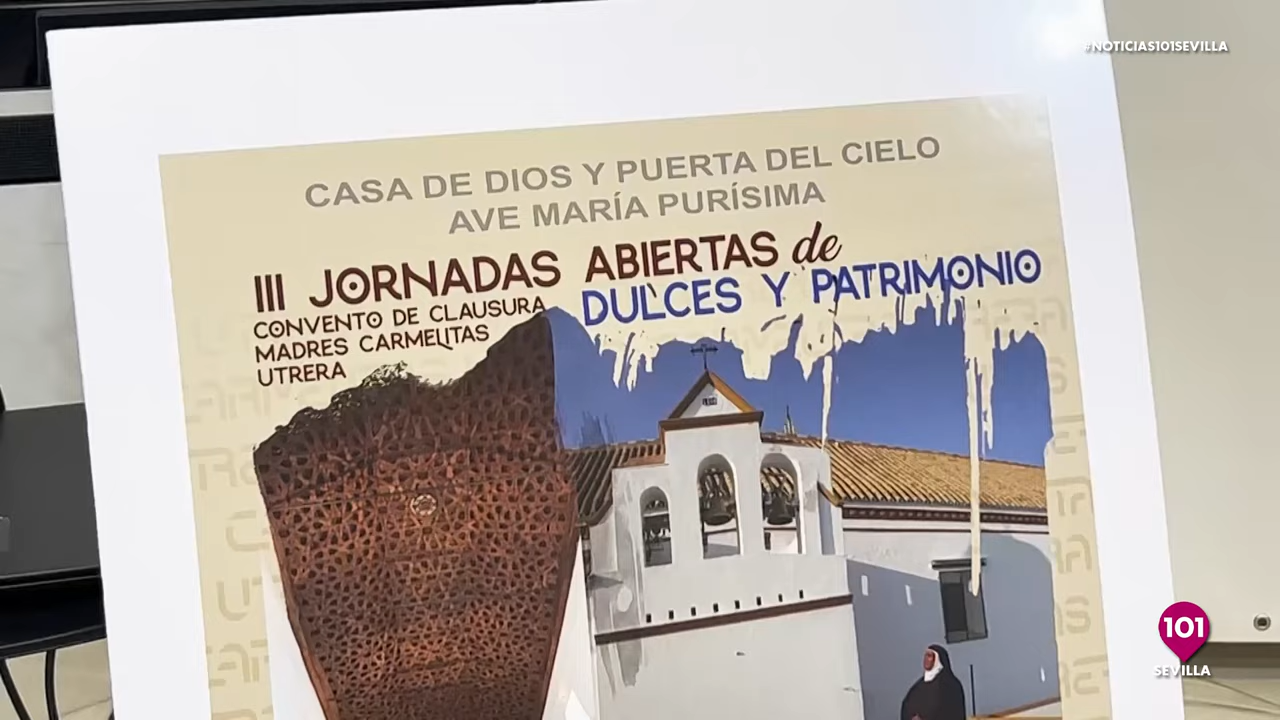 #NOTICIAS101SEVILLA
CASA DE DIOS Y PUERTA DEL CIELO
AVE MARÍA PURÍSIMA
III JORNADAS ABIERTAS de
DULCES Y PATRIMONIO
CONVENTO DE CLAUSURA
MADRES CARMELITAS
UTRERA
101
SEVILLA